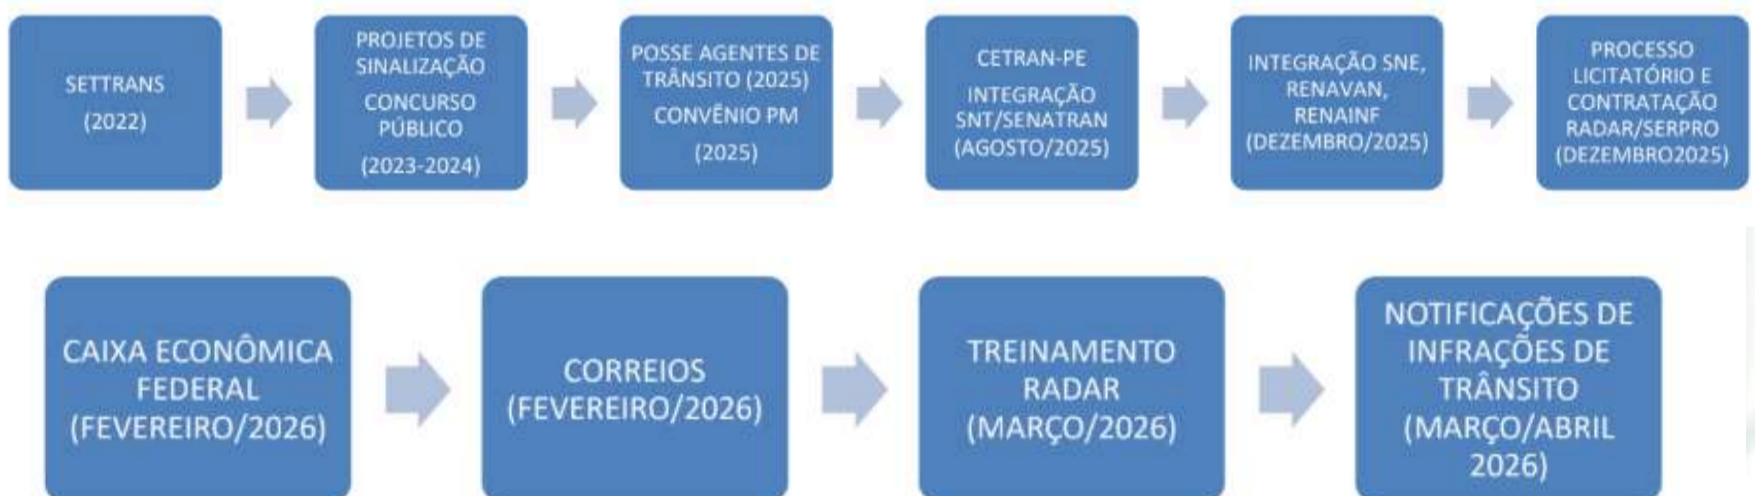 SETTRANS
(2022)
PROJETOS DE
SINALIZAÇÃO
CONCURSO
PÚBLICO
(2023-2024)
POSSE AGENTES DE
TRÂNSITO (2025)
CONVÊNIO PM
(2025)
CETRAN-PE
INTEGRAÇÃO
SNT/SENATRAN
(AGOSTO/2025)
INTEGRAÇÃO SNE,
RENAVAN,
RENAINF
(DEZEMBRO/2025)
PROCESSO
LICITATÓRIO E
CONTRATAÇÃO
RADAR/SERPRO
(DEZEMBRO2025)
CAIXA ECONÔMICA
FEDERAL
(FEVEREIRO/2026)
CORREIOS
(FEVEREIRO/2026)
TREINAMENTO
RADAR
(MARÇO/2026)
NOTIFICAÇÕES DE
INFRAÇÕES DE
TRÂNSITO
(MARÇO/ABRIL
2026)